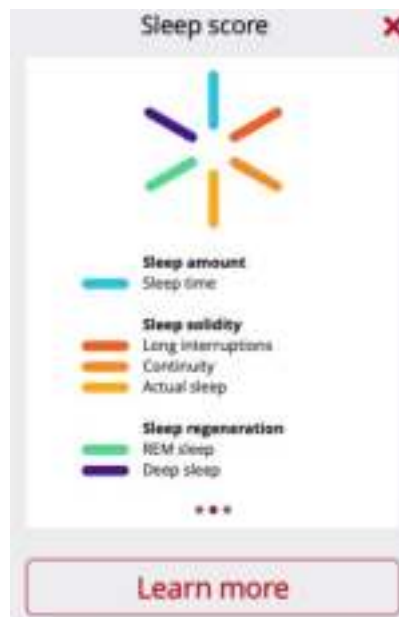 Sleep score
Sleep amount
Sleep time
Sleep solidity
Long interruptions
Continuity
Actual sleep
Sleep regeneration
REM sleep
Deep sleep
Learn more